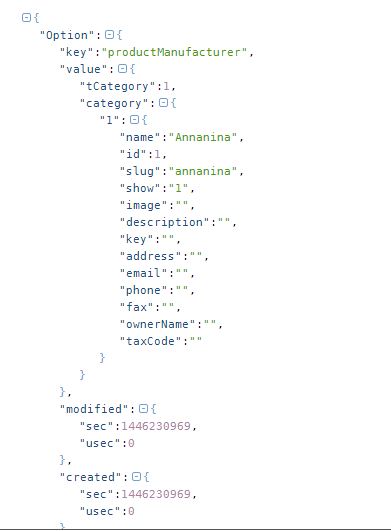 {
"Option":{
"key":"productManufacturer",
"value":{
"tCategory":1,
"category":{
"1":{
"name":"Annanina",
"id":1,
"slug":"annanina",
"show":"1",
"image":"",
"description":"",
"key":"",
"address":"",
"email":"",
"phone":"",
"fax":"",
"ownerName":"",
"taxCode":""
}
}
},
"modified":{
"sec":1446230969,
"usec":0
},
"created":{
"sec":1446230969,
"usec":0
}